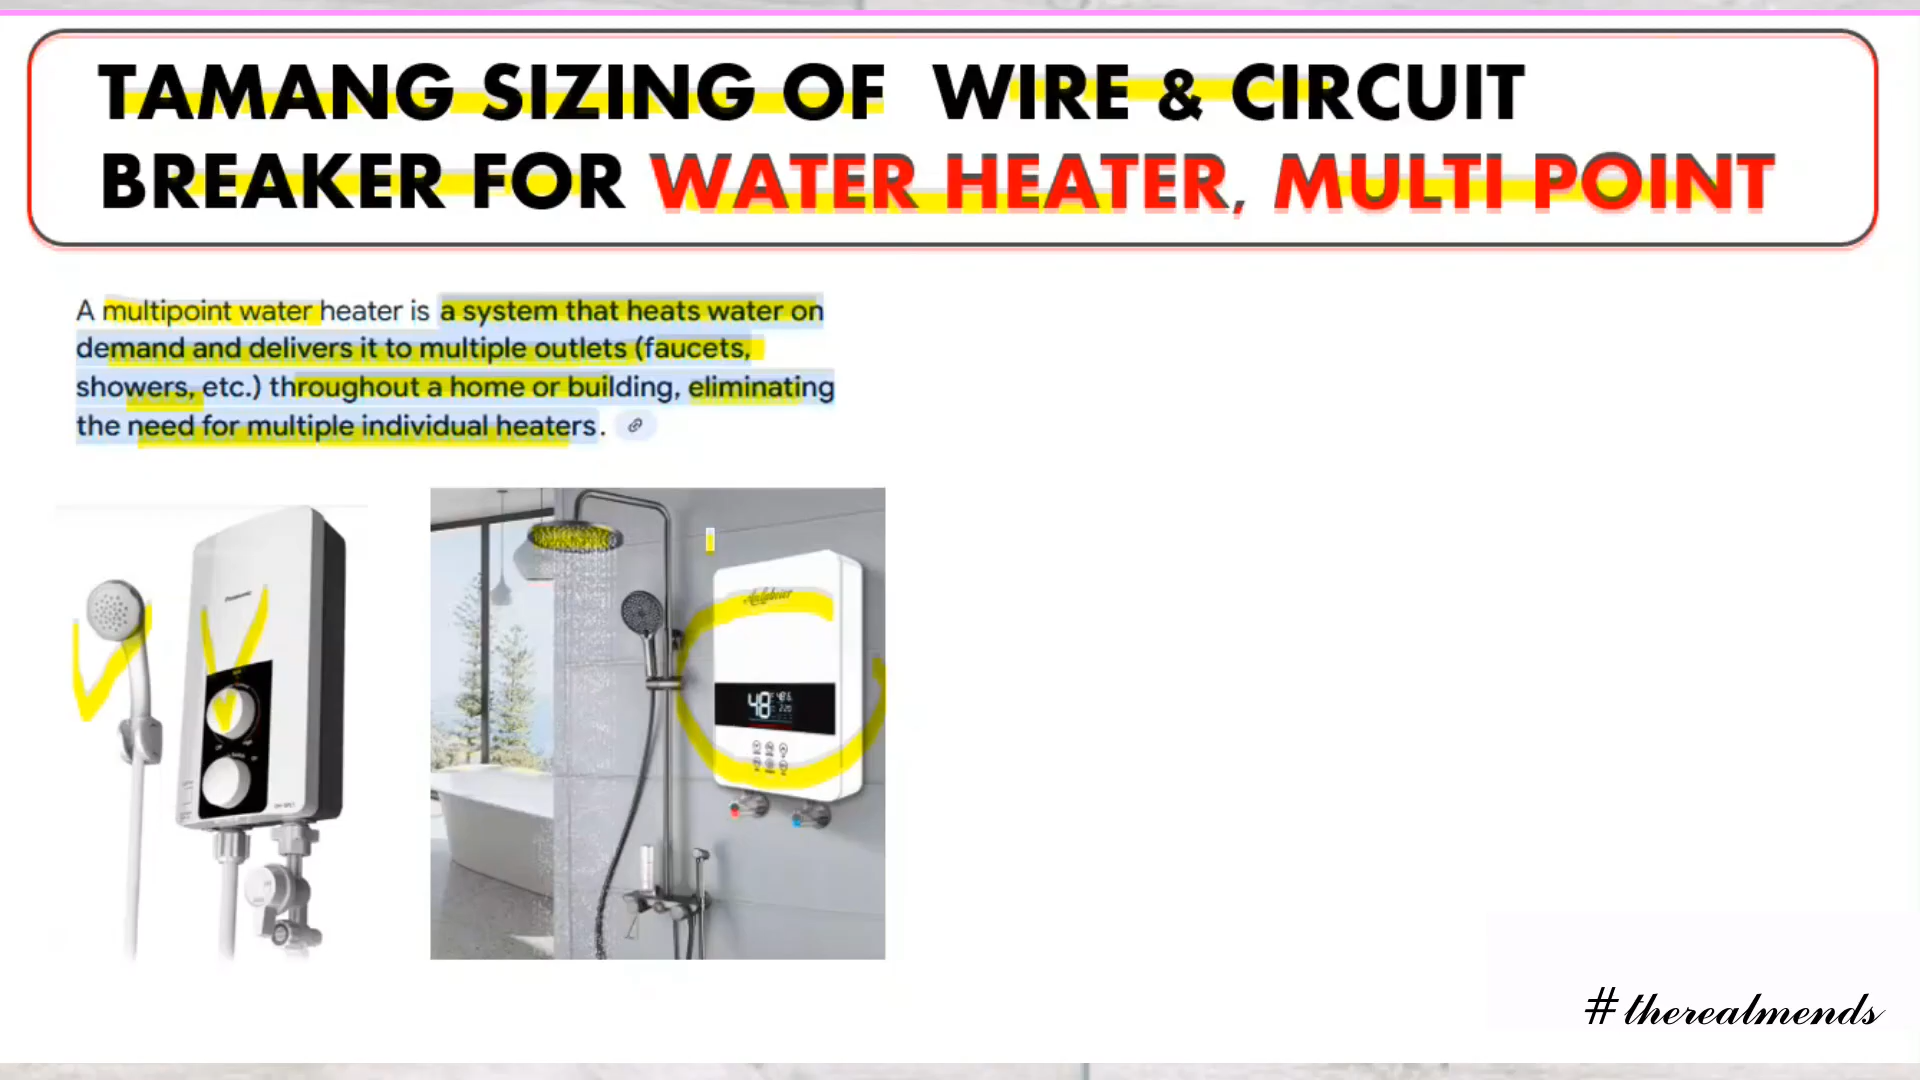 TAMANG SIZING OF WIRE & CIRCUIT
BREAKER FOR WATER HEATER, MULTI POINT
A multipoint water heater is a system that heats water on
demand and delivers it to multiple outlets (faucets,
showers, etc.) throughout a home or building, eliminating
the need for multiple individual heaters.
Panasonic
48
#therealmends